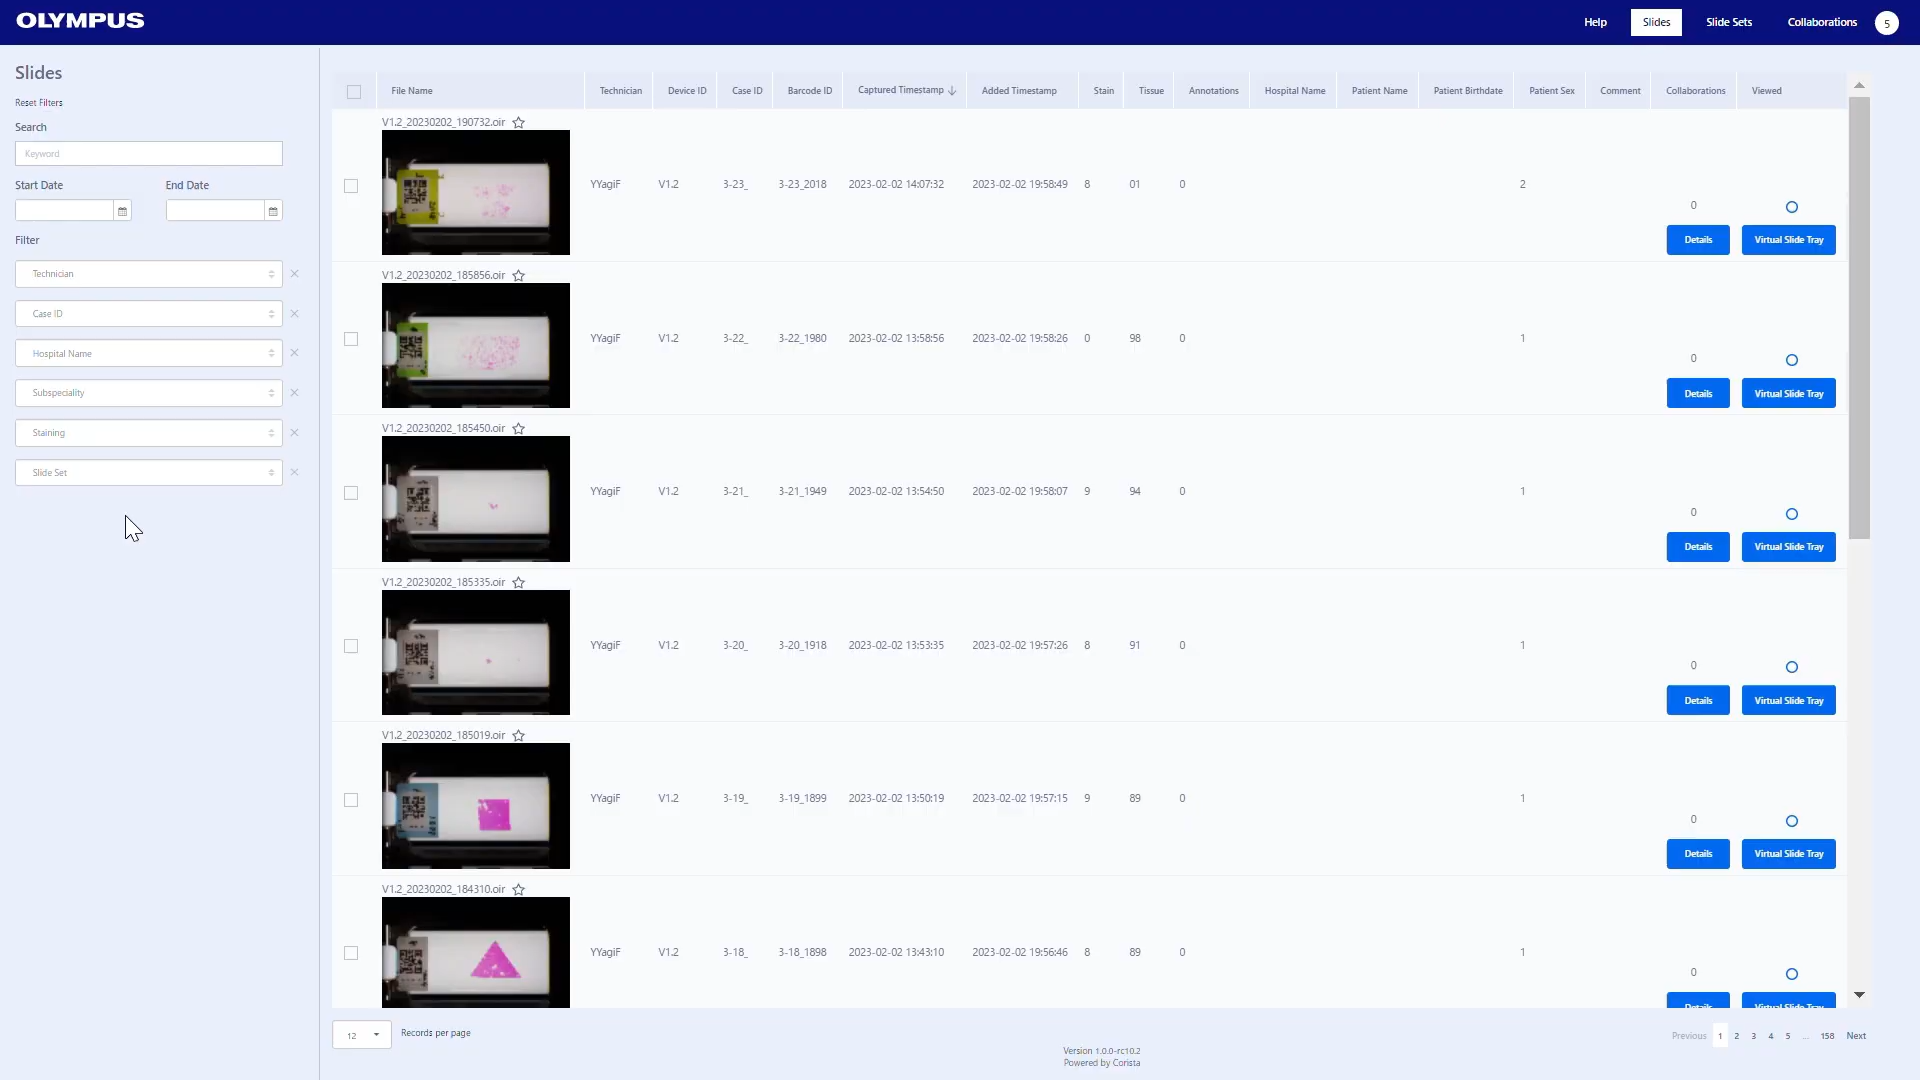 OLYMPUS
Help Slides Slide Sets Collaborations 5
Slides
Reset Filters
Search
Keyword
Start Date End Date
Filter
Technician
Case ID
Hospital Name
Subspeciality
Staining
Slide Set
File Name Technician Device ID Case ID Barcode ID Captured Timestamp Added Timestamp Stain Tissue Annotations Hospital Name Patient Name Patient Birthdate Patient Sex Comment Collaborations Viewed
V1.2_20230202_190732.oir
YYagiF V1.2 3-23_ 3-23_2018 2023-02-02 14:07:32 2023-02-02 19:58:49 8 01 0 2
0
Details Virtual Slide Tray
V1.2_20230202_185856.oir
YYagiF V1.2 3-22_ 3-22_1980 2023-02-02 13:58:56 2023-02-02 19:58:26 0 98 0 1
0
Details Virtual Slide Tray
V1.2_20230202_185450.oir
YYagiF V1.2 3-21_ 3-21_1949 2023-02-02 13:54:50 2023-02-02 19:58:07 9 94 0 1
0
Details Virtual Slide Tray
V1.2_20230202_185335.oir
YYagiF V1.2 3-20_ 3-20_1918 2023-02-02 13:53:35 2023-02-02 19:57:26 8 91 0 1
0
Details Virtual Slide Tray
V1.2_20230202_185019.oir
YYagiF V1.2 3-19_ 3-19_1899 2023-02-02 13:50:19 2023-02-02 19:57:15 9 89 0 1
0
Details Virtual Slide Tray
V1.2_20230202_184310.oir
YYagiF V1.2 3-18_ 3-18_1898 2023-02-02 13:43:10 2023-02-02 19:56:46 8 89 0 1
0
Details Virtual Slide Tray
12 Records per page
Previous 1 2 3 4 5 ... 158 Next
Version 1.0.0-rc10.2
Powered by Corista